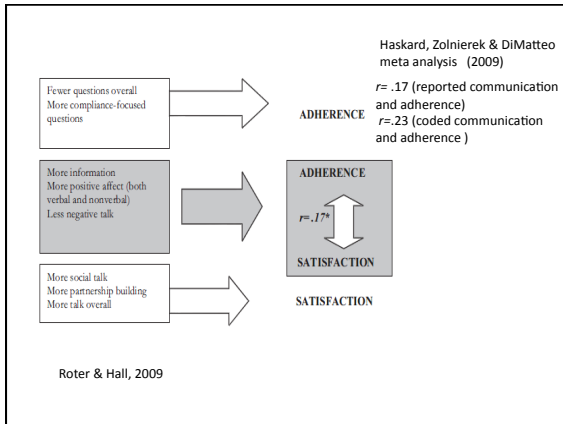 Haskard, Zolnierek & DiMatteo
meta analysis (2009)
r= .17 (reported communication
and adherence)
r=.23 (coded communication
and adherence )
Fewer questions overall
More compliance-focused
questions
ADHERENCE
More information
More positive affect (both
verbal and nonverbal)
Less negative talk
ADHERENCE
r=.17*
SATISFACTION
More social talk
More partnership building
More talk overall
SATISFACTION
Roter & Hall, 2009